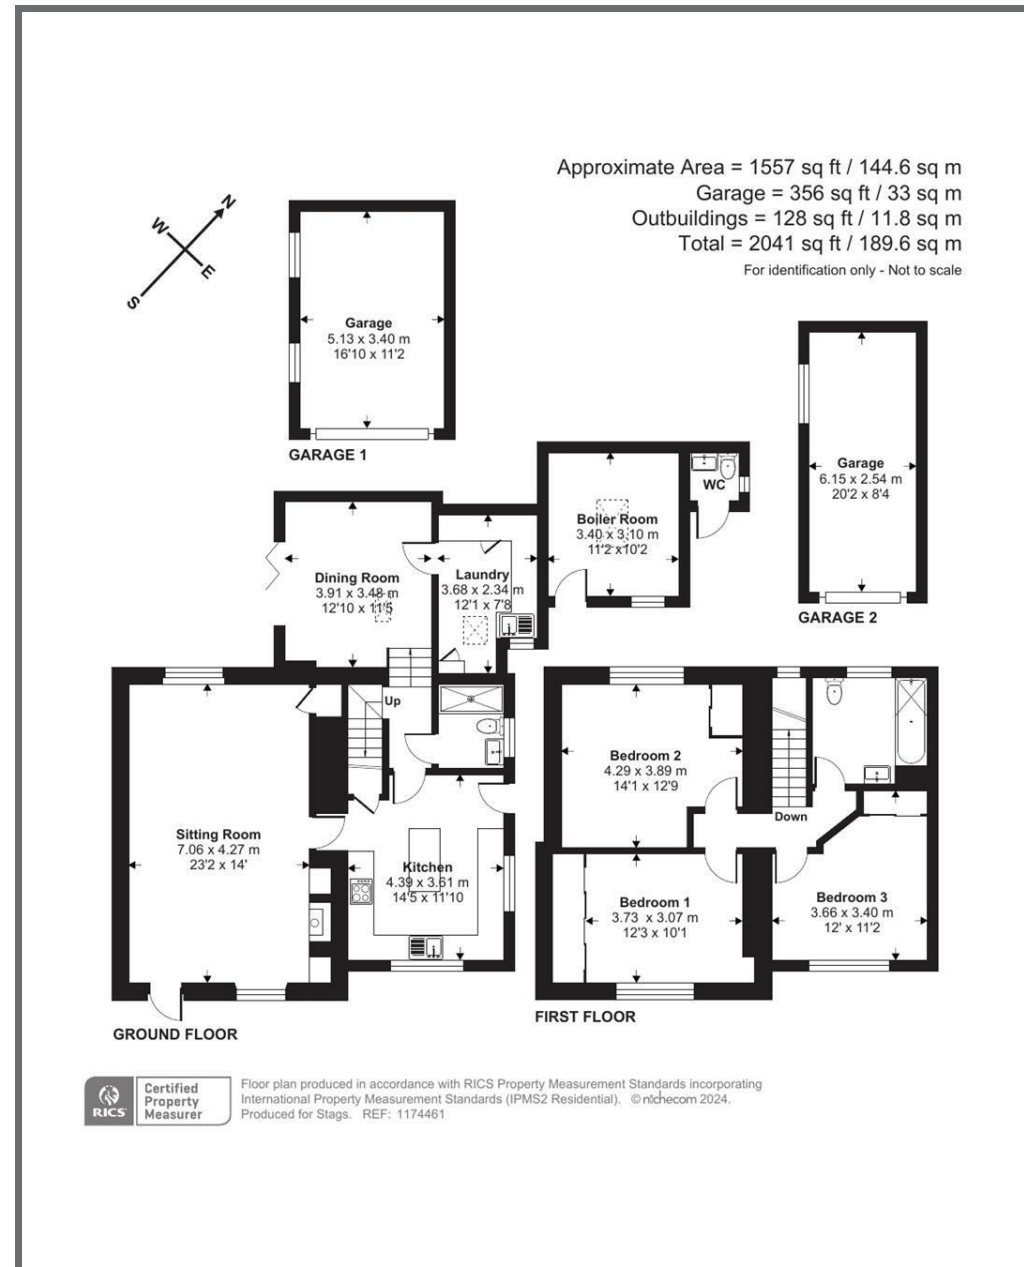 Approximate Area = 1557 sq ft / 144.6 sq m
Garage = 356 sq ft / 33 sq m
Outbuildings = 128 sq ft / 11.8 sq m
Total = 2041 sq ft / 189.6 sq m
For identification only - Not to scale
N
W
E
S
Garage
5.13 x 3.40 m
16'10 x 11'2
GARAGE 1
Garage
6.15 x 2.54 m
20'2 x 8'4
GARAGE 2
WC
Boiler Room
3.40 x 3.10 m
11'2 x 10'2
Dining Room
3.91 x 3.48 m
12'10 x 11'5
Laundry
3.68 x 2.34 m
12'1 x 7'8
Up
Sitting Room
7.06 x 4.27 m
23'2 x 14'
Kitchen
4.39 x 3.61 m
14'5 x 11'10
GROUND FLOOR
Bedroom 2
4.29 x 3.89 m
14'1 x 12'9
Down
Bedroom 1
3.73 x 3.07 m
12'3 x 10'1
Bedroom 3
3.66 x 3.40 m
12' x 11'2
FIRST FLOOR
RICS
Certified
Property
Measurer
Floor plan produced in accordance with RICS Property Measurement Standards incorporating
International Property Measurement Standards (IPMS2 Residential). © nichecom 2024.
Produced for Stags. REF: 1174461